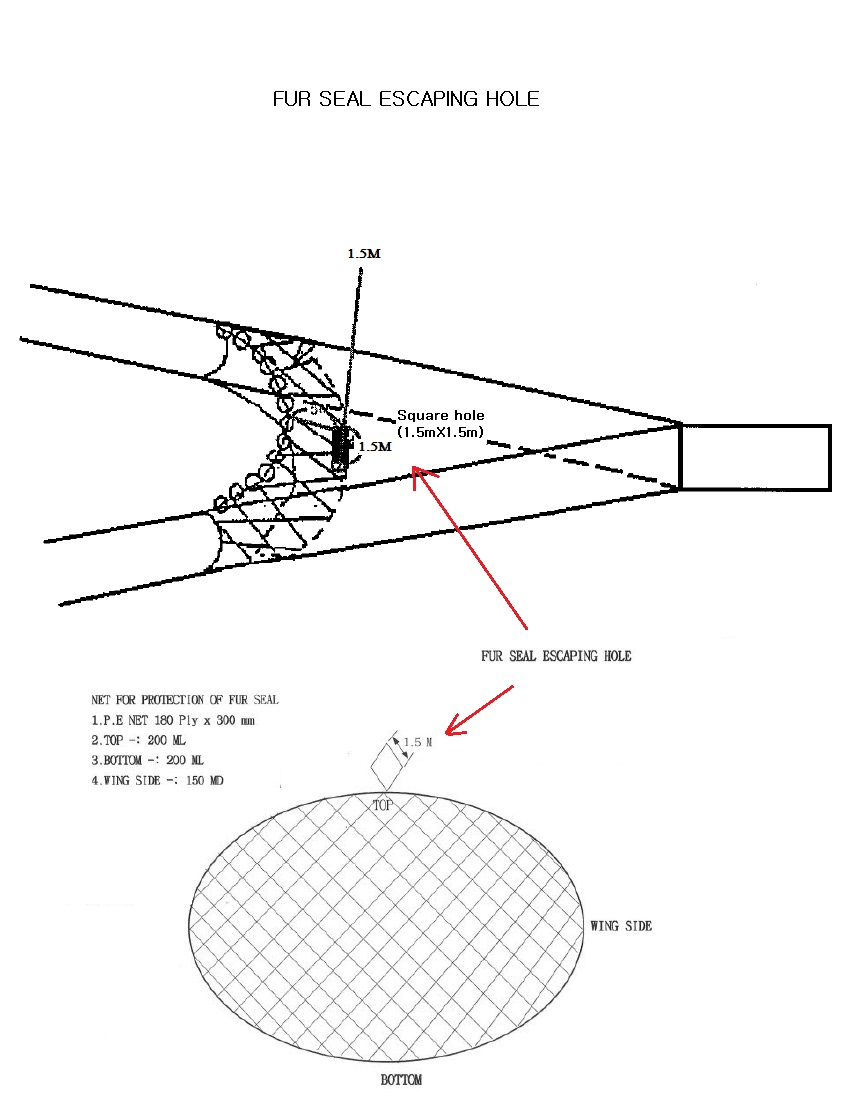 FUR SEAL ESCAPING HOLE
1.5M
Square hole
(1.5mX1.5m)
1.5M
FUR SEAL ESCAPING HOLE
NET FOR PROTECTION OF FUR SEAL
1.P.E NET 180 Ply x 300 mm
2.TOP -: 200 ML
3.BOTTOM -: 200 ML
4.WING SIDE -: 150 MD
1.5 M
TOP
WING SIDE
BOTTOM